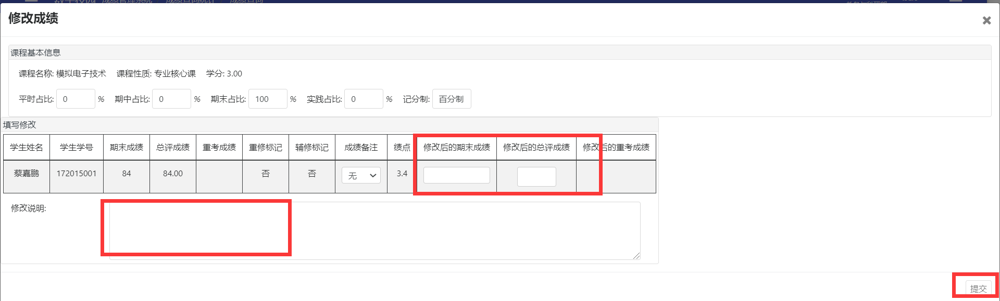 修改成绩
课程基本信息
课程名称: 模拟电子技术 课程性质: 专业核心课 学分: 3.00
平时占比: 0 % 期中占比: 0 % 期末占比: 100 % 实践占比: 0 % 记分制: 百分制
填写修改
学生姓名 学生学号 期末成绩 总评成绩 重考成绩 重修标记 辅修标记 成绩备注 绩点 修改后的期末成绩 修改后的总评成绩 修改后的重考成绩
蔡嘉鹏 172015001 84 84.00 否 否 无 3.4
修改说明:
提交